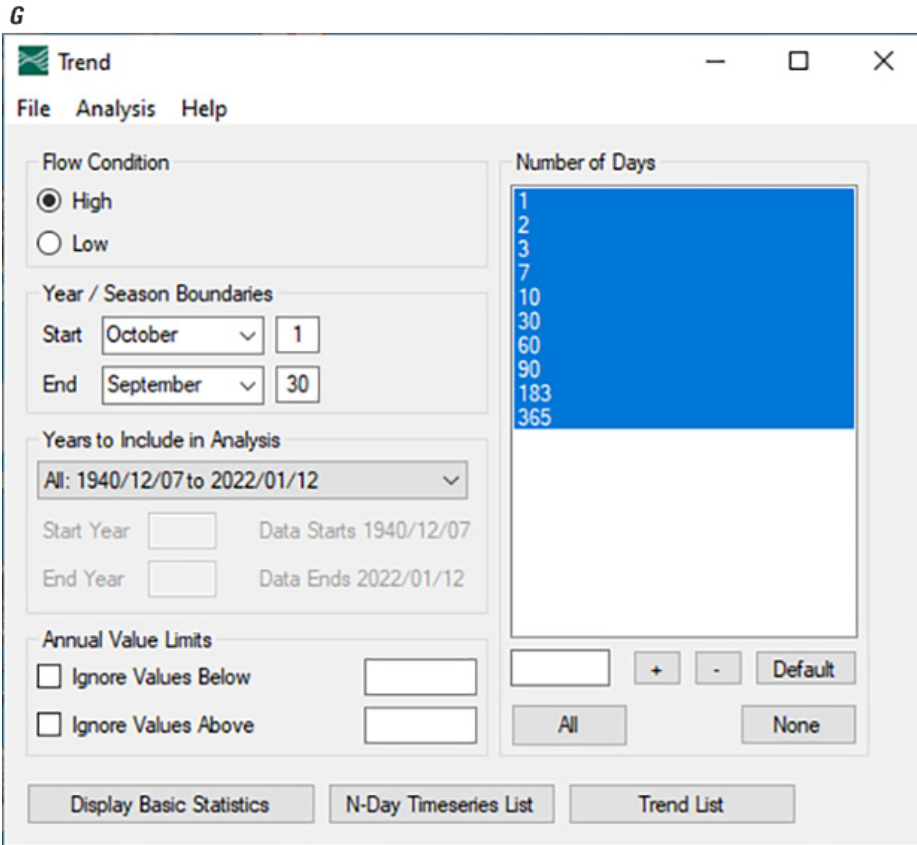 G
Trend
File Analysis Help
Flow Condition
High
Low
Year / Season Boundaries
Start October 1
End September 30
Years to Include in Analysis
All: 1940/12/07 to 2022/01/12
Start Year Data Starts 1940/12/07
End Year Data Ends 2022/01/12
Annual Value Limits
Ignore Values Below
Ignore Values Above
Number of Days
1
2
3
7
10
30
60
90
183
365
+ - Default
All None
Display Basic Statistics N-Day Timeseries List Trend List